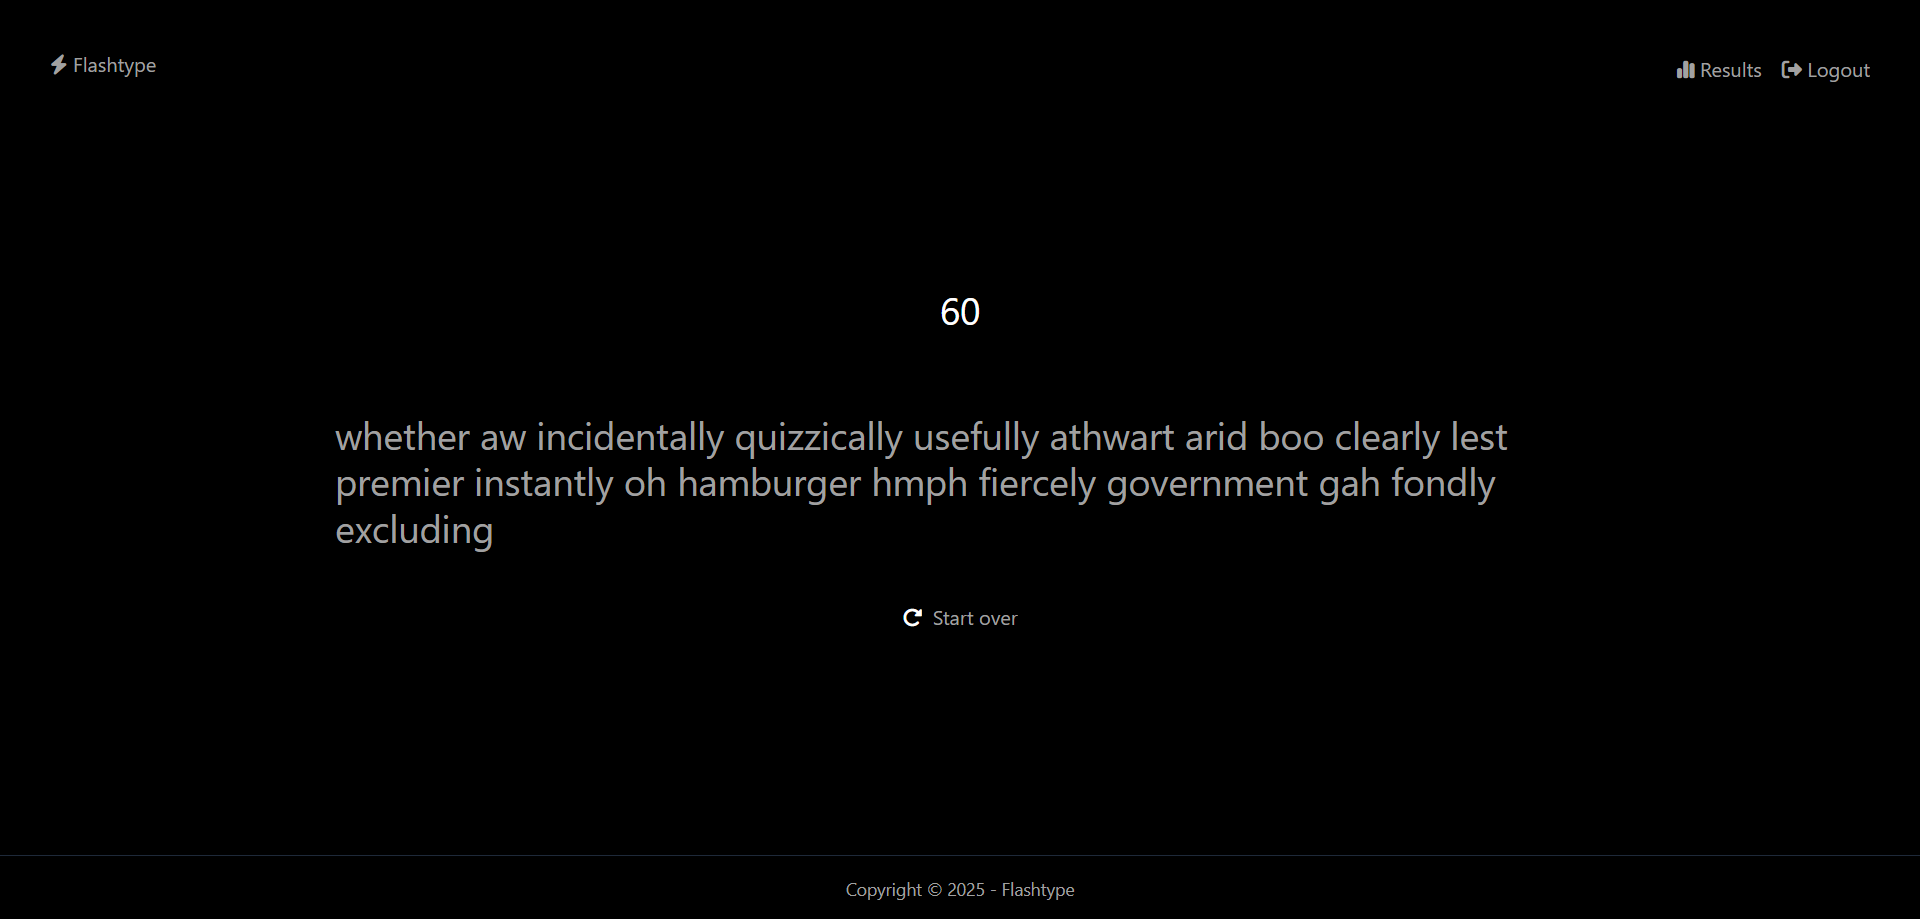 Flashtype
Results
Logout
60
whether aw incidentally quizzically usefully athwart arid boo clearly lest
premier instantly oh hamburger hmph fiercely government gah fondly
excluding
Start over
Copyright © 2025 - Flashtype